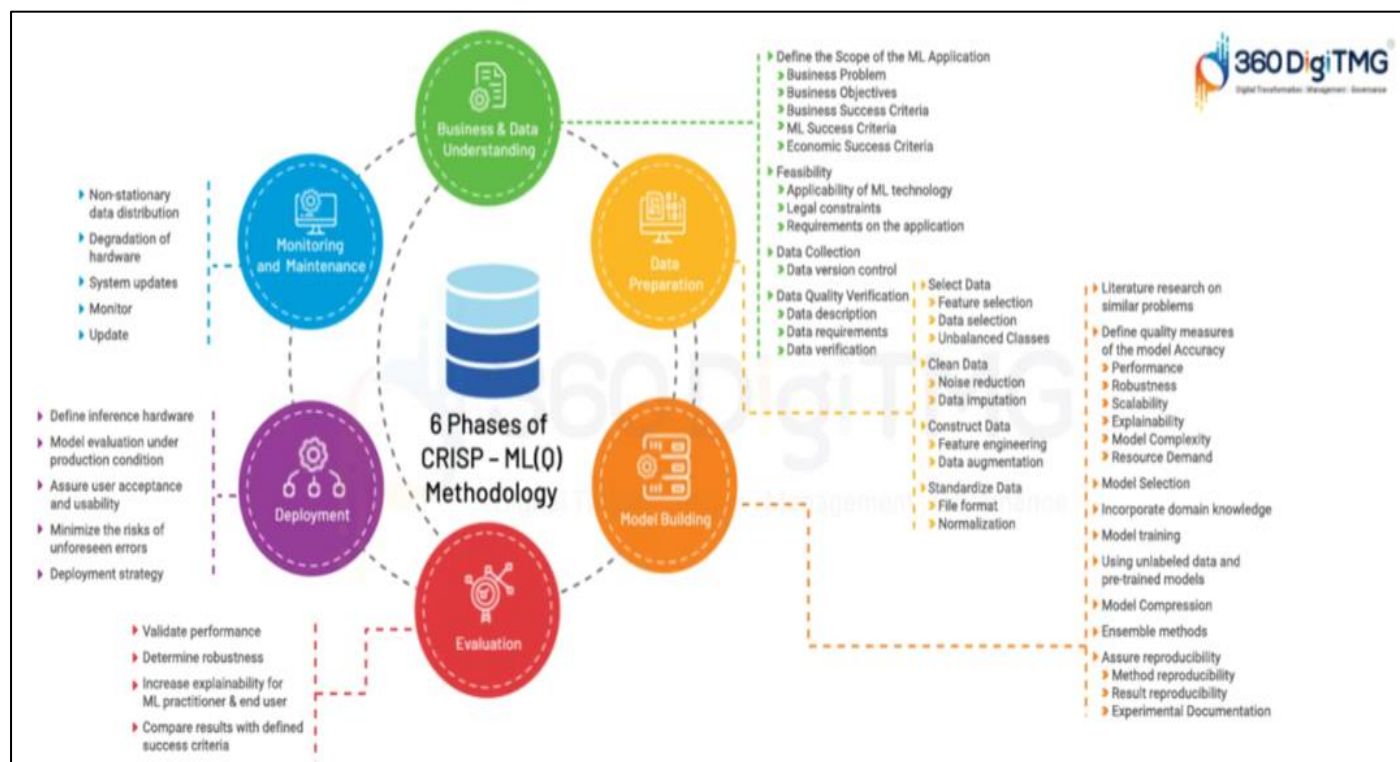 360 DigiTMG
Digital Transformation · Management · Governance
Business & Data
Understanding
Define the Scope of the ML Application
Business Problem
Business Objectives
Business Success Criteria
ML Success Criteria
Economic Success Criteria
Feasibility
Applicability of ML technology
Legal constraints
Requirements on the application
Data Collection
Data version control
Data Quality Verification
Data description
Data requirements
Data verification
Data
Preparation
Select Data
Feature selection
Data selection
Unbalanced Classes
Clean Data
Noise reduction
Data imputation
Construct Data
Feature engineering
Data augmentation
Standardize Data
File format
Normalization
Model Building
Literature research on
similar problems
Define quality measures
of the model Accuracy
Performance
Robustness
Scalability
Explainability
Model Complexity
Resource Demand
Model Selection
Incorporate domain knowledge
Model training
Using unlabeled data and
pre-trained models
Model Compression
Ensemble methods
Assure reproducibility
Method reproducibility
Result reproducibility
Experimental Documentation
Evaluation
Validate performance
Determine robustness
Increase explainability for
ML practitioner & end user
Compare results with defined
success criteria
Deployment
Define inference hardware
Model evaluation under
production condition
Assure user acceptance
and usability
Minimize the risks of
unforeseen errors
Deployment strategy
Monitoring
and Maintenance
Non-stationary
data distribution
Degradation of
hardware
System updates
Monitor
Update
6 Phases of
CRISP – ML(Q)
Methodology
360 DigiTMG